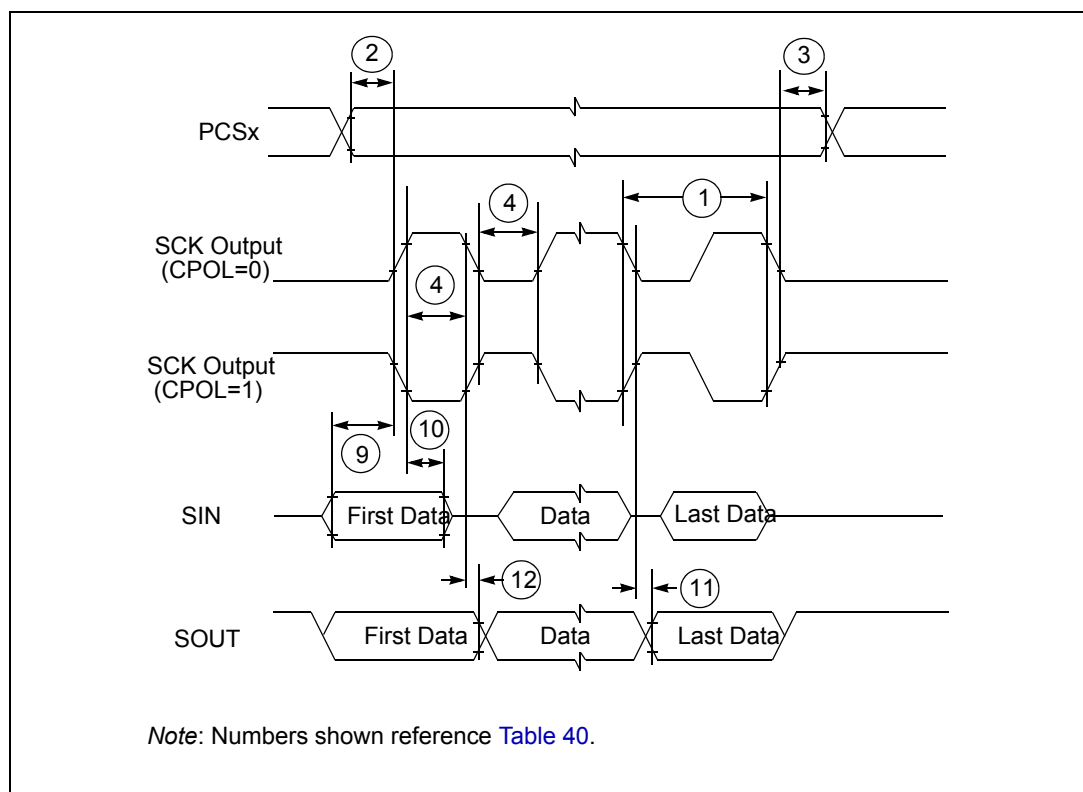 2
3
PCSx
4
1
SCK Output
(CPOL=0)
4
SCK Output
(CPOL=1)
9
10
SIN
First Data
Data
Last Data
12
11
SOUT
First Data
Data
Last Data
Note: Numbers shown reference Table 40.